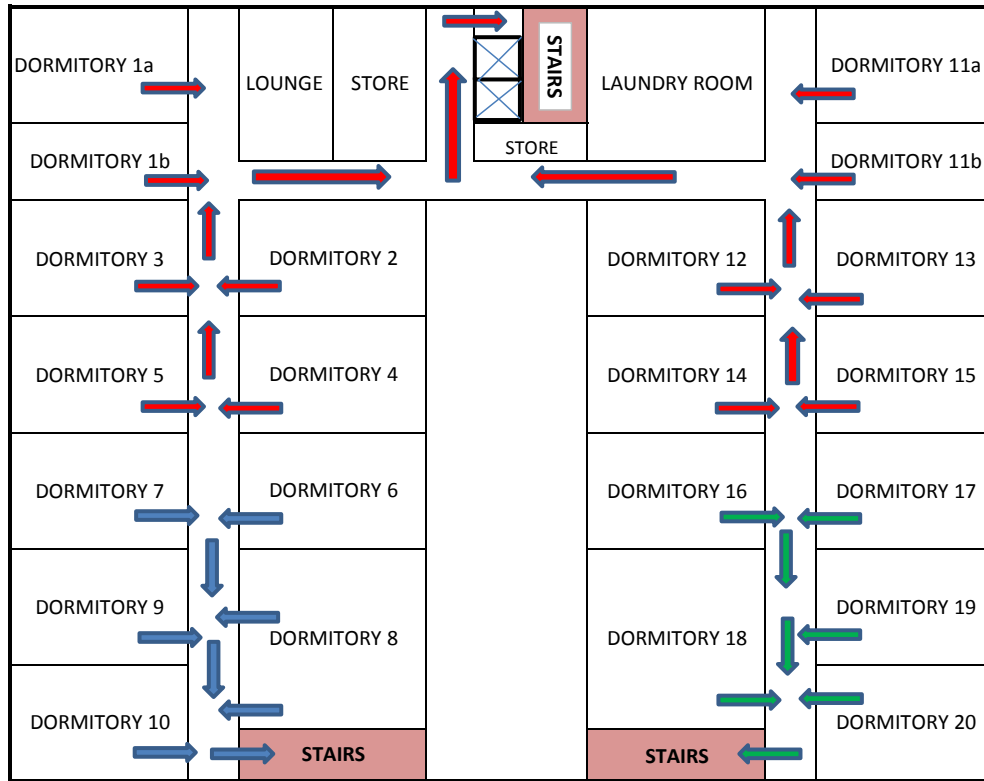 DORMITORY 1a
LOUNGE
STORE
STAIRS
LAUNDRY ROOM
DORMITORY 11a
STORE
DORMITORY 1b
DORMITORY 11b
DORMITORY 3
DORMITORY 2
DORMITORY 12
DORMITORY 13
DORMITORY 5
DORMITORY 4
DORMITORY 14
DORMITORY 15
DORMITORY 7
DORMITORY 6
DORMITORY 16
DORMITORY 17
DORMITORY 9
DORMITORY 8
DORMITORY 18
DORMITORY 19
DORMITORY 10
DORMITORY 20
STAIRS
STAIRS